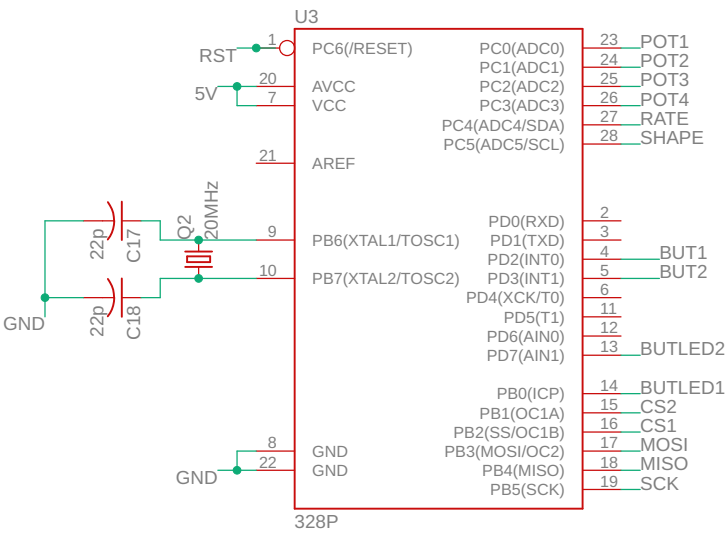 U3
RST 1 PC6(/RESET) PC0(ADC0) 23 POT1
PC1(ADC1) 24 POT2
5V 20 AVCC PC2(ADC2) 25 POT3
7 VCC PC3(ADC3) 26 POT4
PC4(ADC4/SDA) 27 RATE
PC5(ADC5/SCL) 28 SHAPE
21 AREF
22p C17 Q2 20MHz
PD0(RXD) 2
9 PB6(XTAL1/TOSC1) PD1(TXD) 3
PD2(INT0) 4 BUT1
10 PB7(XTAL2/TOSC2) PD3(INT1) 5 BUT2
PD4(XCK/T0) 6
22p C18
GND PD5(T1) 11
PD6(AIN0) 12
PD7(AIN1) 13 BUTLED2
PB0(ICP) 14 BUTLED1
PB1(OC1A) 15 CS2
PB2(SS/OC1B) 16 CS1
8 GND PB3(MOSI/OC2) 17 MOSI
GND 22 GND PB4(MISO) 18 MISO
PB5(SCK) 19 SCK
328P